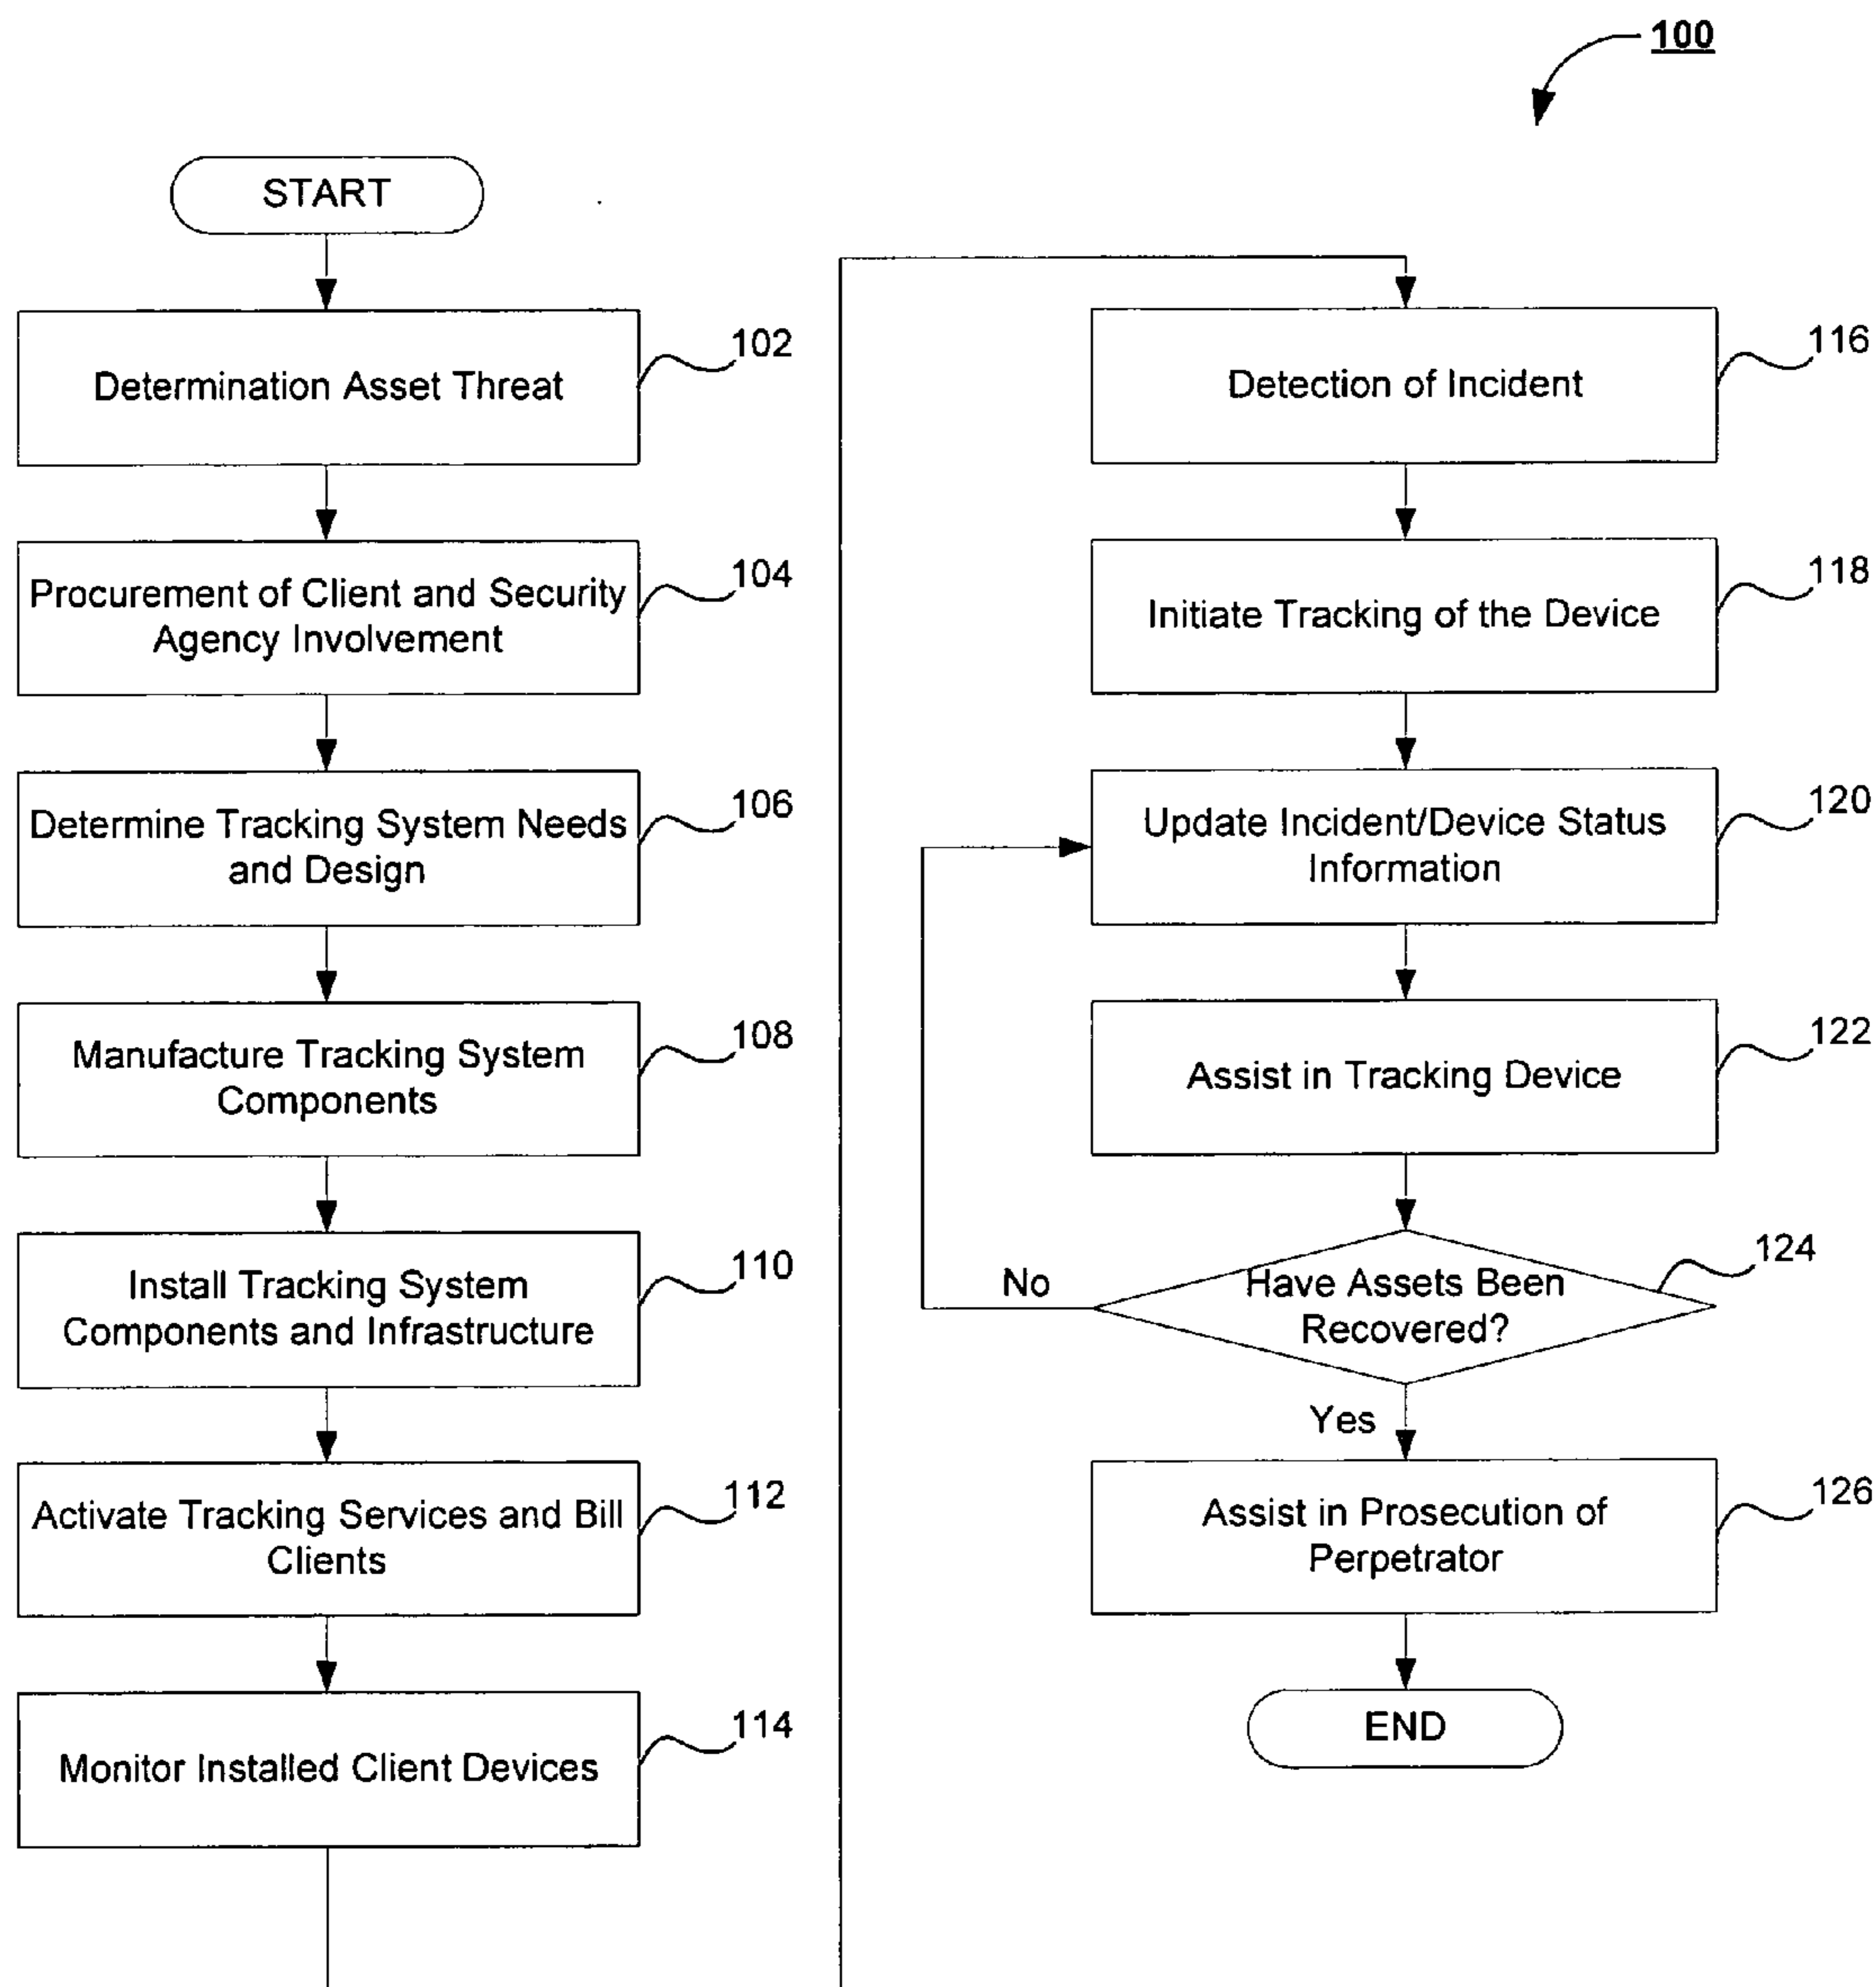 100
START
Determination Asset Threat
102
Procurement of Client and Security
Agency Involvement
104
Determine Tracking System Needs
and Design
106
Manufacture Tracking System
Components
108
Install Tracking System
Components and Infrastructure
110
Activate Tracking Services and Bill
Clients
112
Monitor Installed Client Devices
114
Detection of Incident
116
Initiate Tracking of the Device
118
Update Incident/Device Status
Information
120
Assist in Tracking Device
122
Have Assets Been
Recovered?
124
No
Yes
Assist in Prosecution of
Perpetrator
126
END